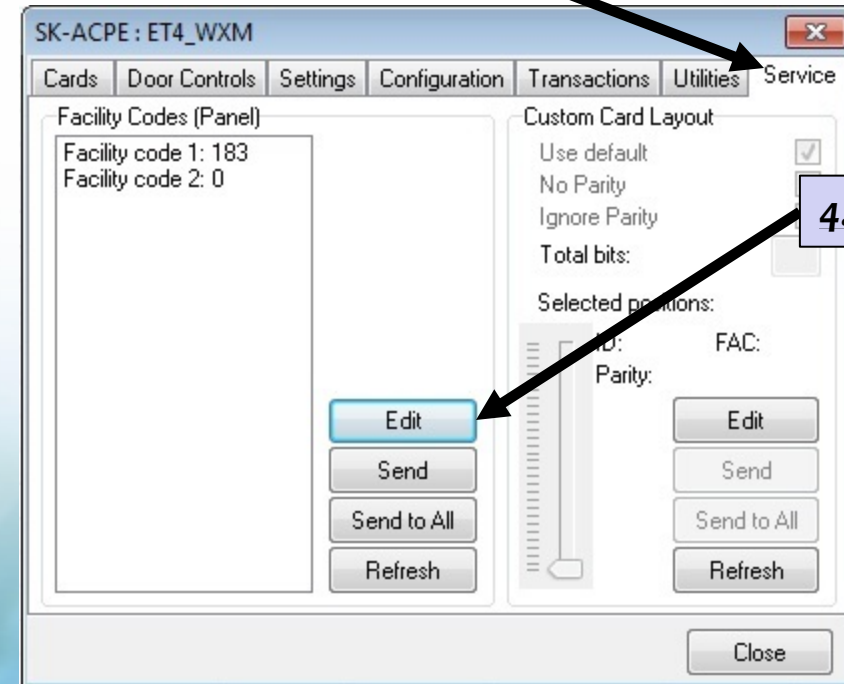 SK-ACPE : ET4_WXM
Cards Door Controls Settings Configuration Transactions Utilities Service
Facility Codes (Panel)
Facility code 1: 183
Facility code 2: 0
Edit
Send
Send to All
Refresh
Custom Card Layout
Use default
No Parity
Ignore Parity
4.
Total bits:
Selected positions:
ID: FAC:
Parity:
Edit
Send
Send to All
Refresh
Close